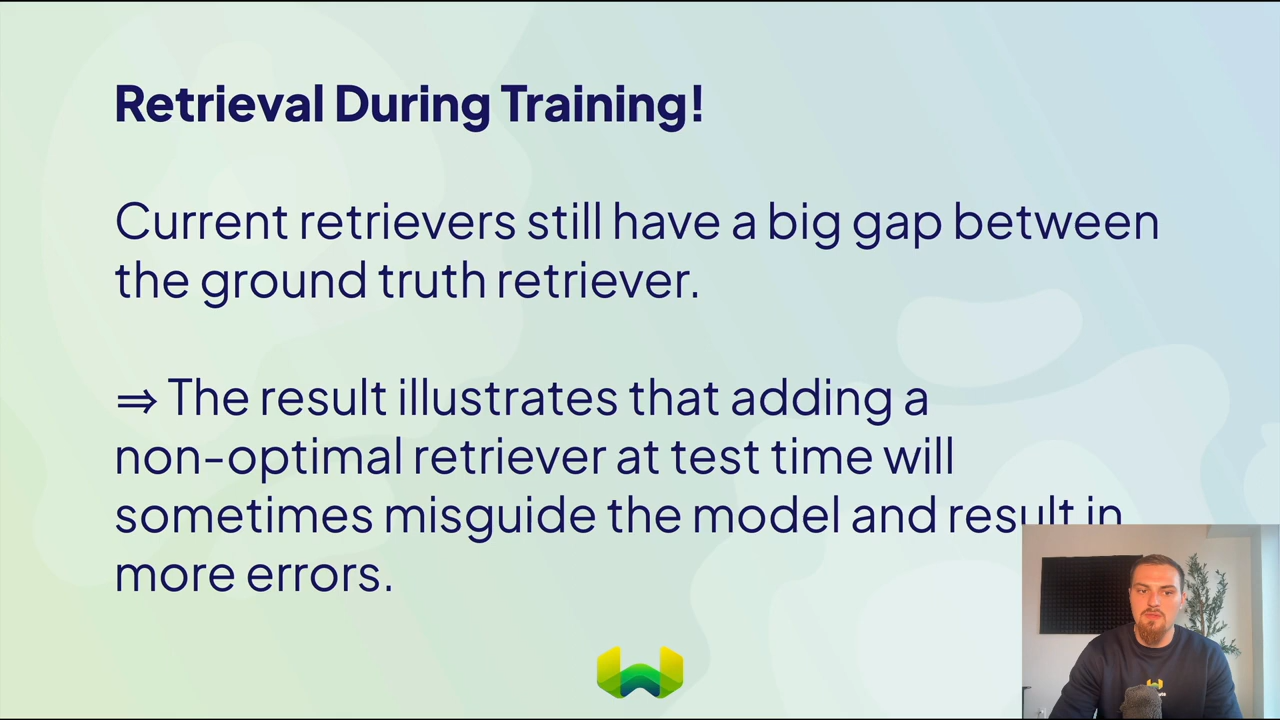 Retrieval During Training!
Current retrievers still have a big gap between
the ground truth retriever.
⇒ The result illustrates that adding a
non-optimal retriever at test time will
sometimes misguide the model and result in
more errors.